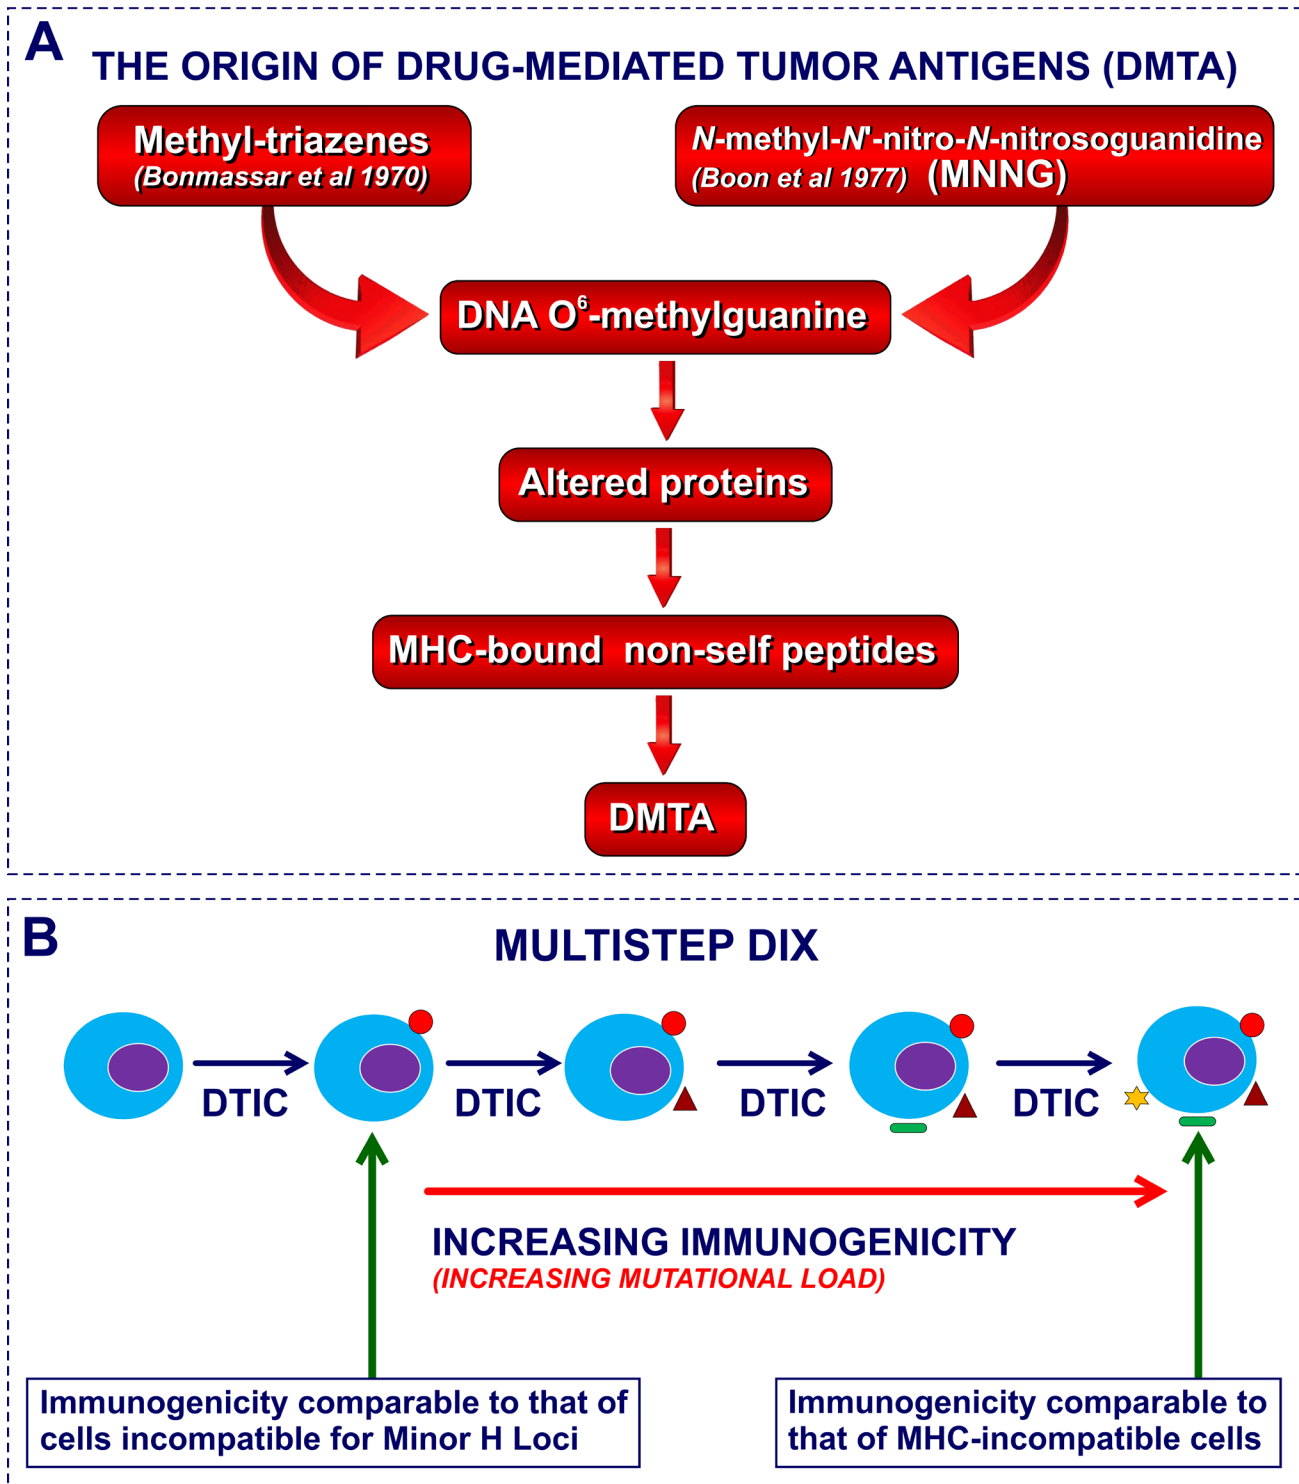 A
THE ORIGIN OF DRUG-MEDIATED TUMOR ANTIGENS (DMTA)
Methyl-triazenes
(Bonmassar et al 1970)
N-methyl-N'-nitro-N-nitrosoguanidine
(Boon et al 1977) (MNNG)
DNA O⁶-methylguanine
Altered proteins
MHC-bound non-self peptides
DMTA
B
MULTISTEP DIX
DTIC DTIC DTIC DTIC
INCREASING IMMUNOGENICITY
(INCREASING MUTATIONAL LOAD)
Immunogenicity comparable to that of
cells incompatible for Minor H Loci
Immunogenicity comparable to
that of MHC-incompatible cells